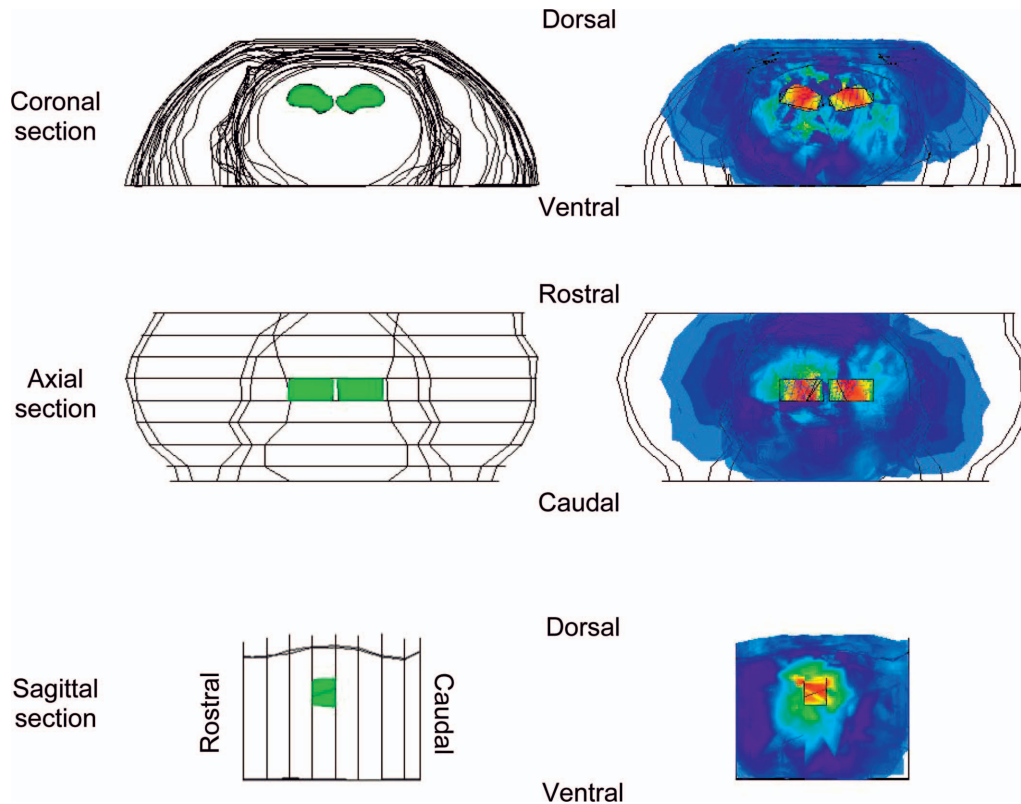 Dorsal
Coronal
section
Ventral
Rostral
Axial
section
Caudal
Dorsal
Sagittal
section
Rostral
Caudal
Ventral